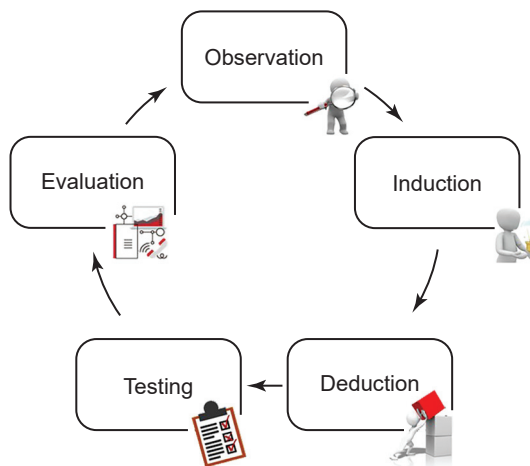 Observation
Induction
Deduction
Testing
Evaluation